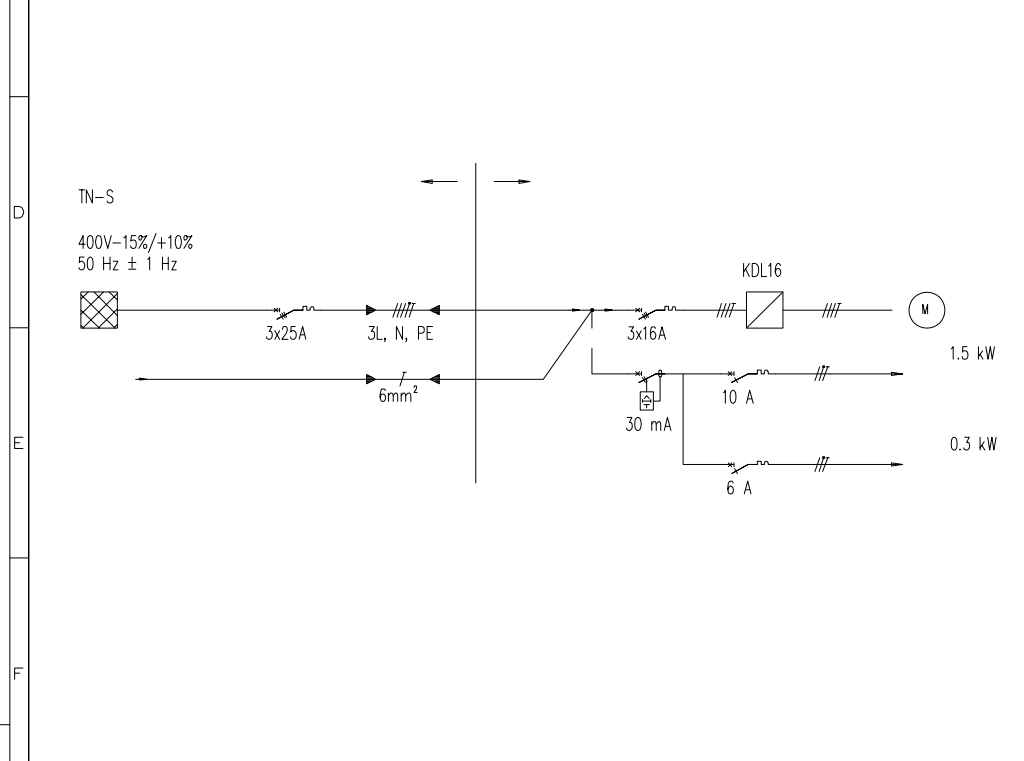 D
E
F
TN-S
400V-15%/+10%
50 Hz ± 1 Hz
3x25A
3L, N, PE
6mm²
3x16A
KDL16
M
1.5 kW
30 mA
10 A
0.3 kW
6 A